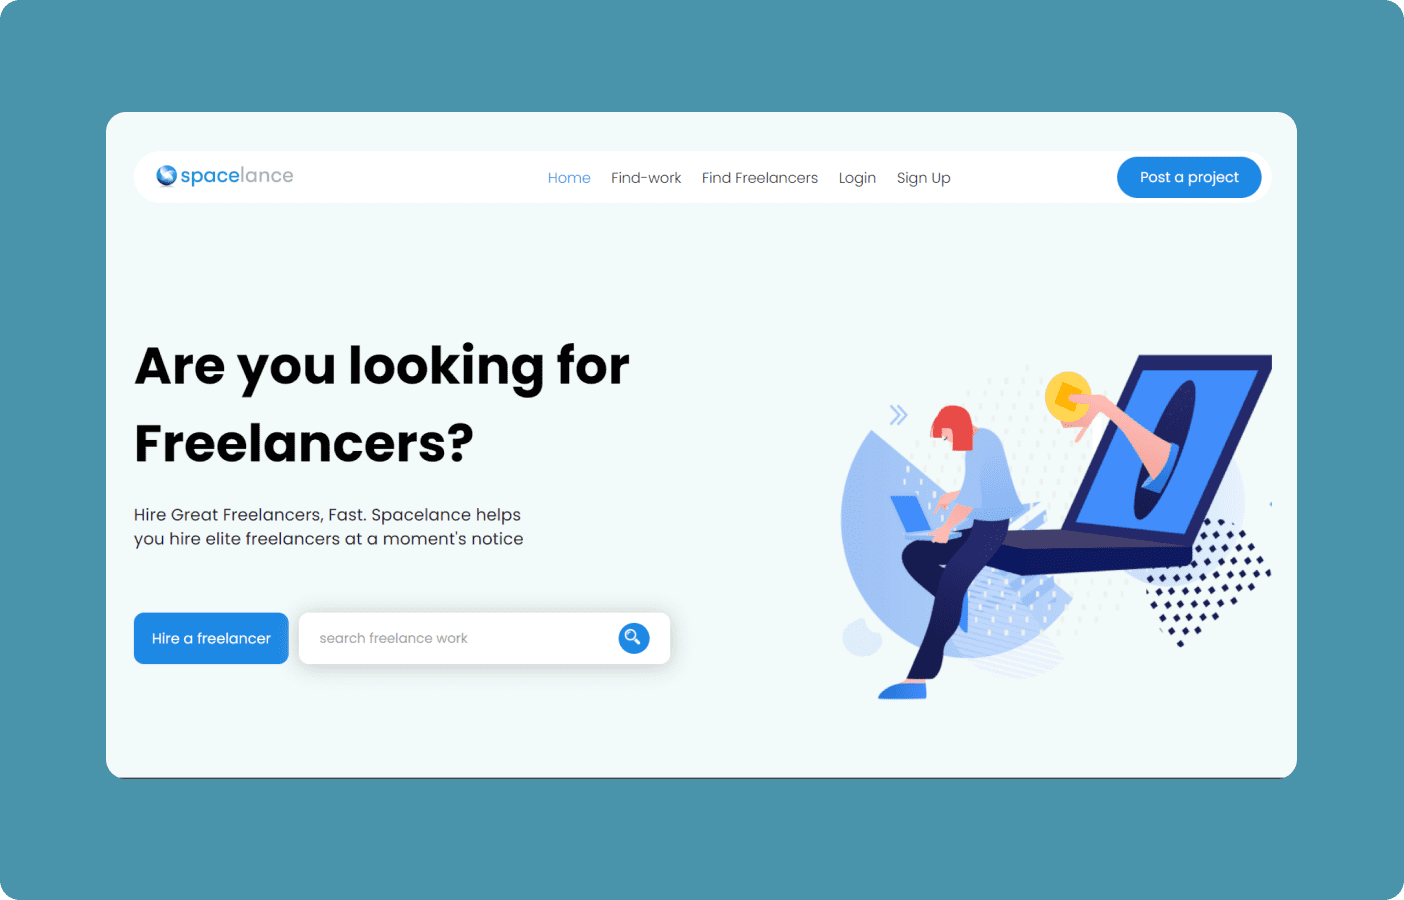 spacelance
Home
Find-work
Find Freelancers
Login
Sign Up
Post a project
Are you looking for
Freelancers?
Hire Great Freelancers, Fast. Spacelance helps
you hire elite freelancers at a moment's notice
Hire a freelancer
search freelance work